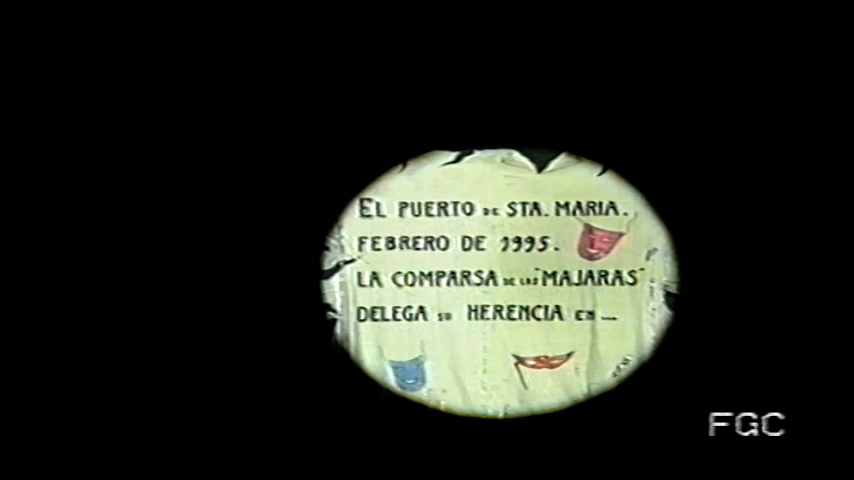 EL PUERTO DE STA. MARIA.
FEBRERO DE 1995.
LA COMPARSA DE LOS "MAJARAS"
DELEGA SU HERENCIA EN...
FGC